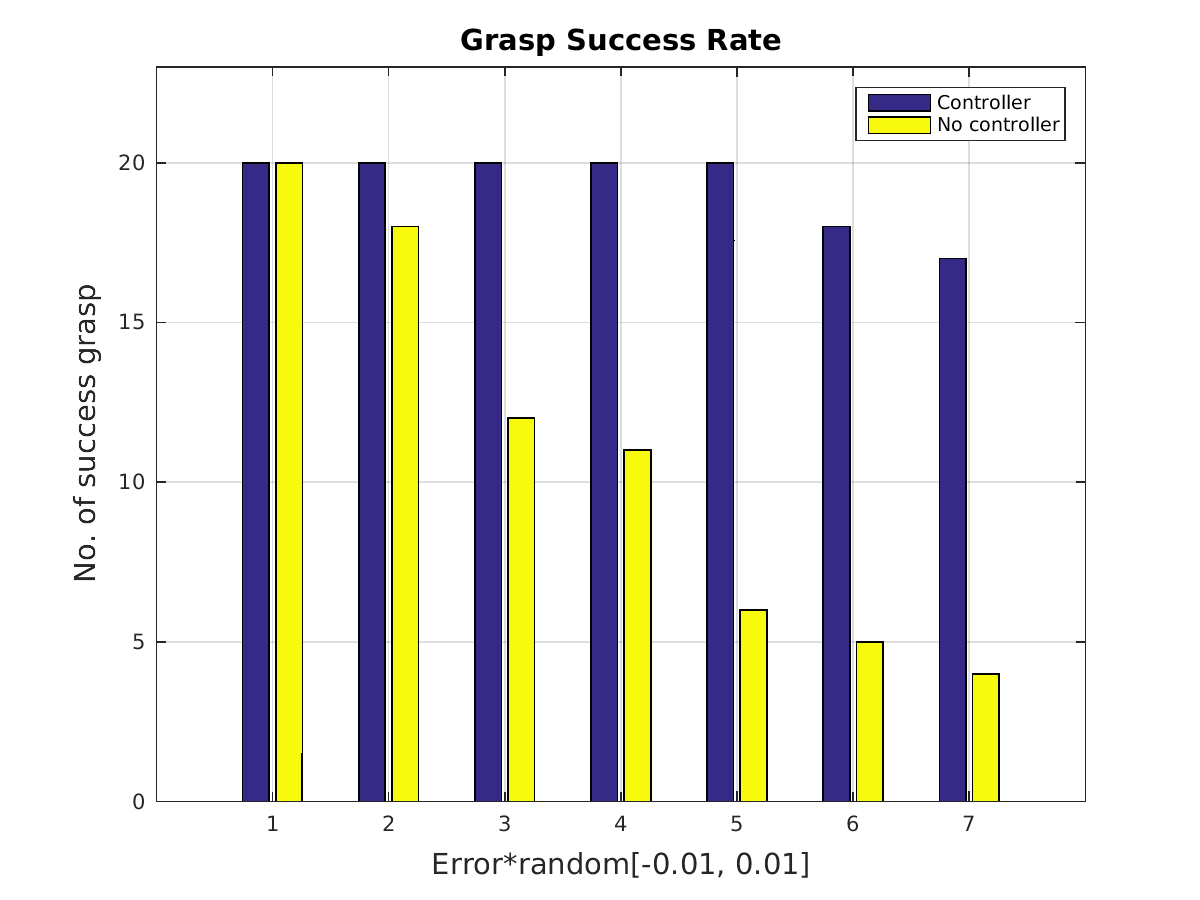 Grasp Success Rate
Controller
No controller
20
15
10
5
0
No. of success grasp
1 2 3 4 5 6 7
Error*random[-0.01, 0.01]